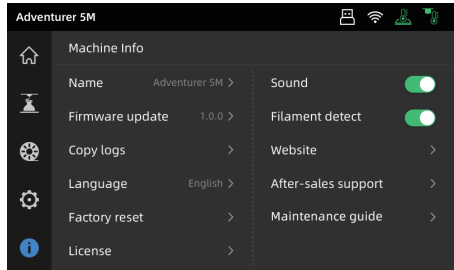 Adventurer 5M
Machine Info
Name Adventurer 5M >
Firmware update 1.0.0 >
Copy logs >
Language English >
Factory reset >
License >
Sound
Filament detect
Website >
After-sales support >
Maintenance guide >